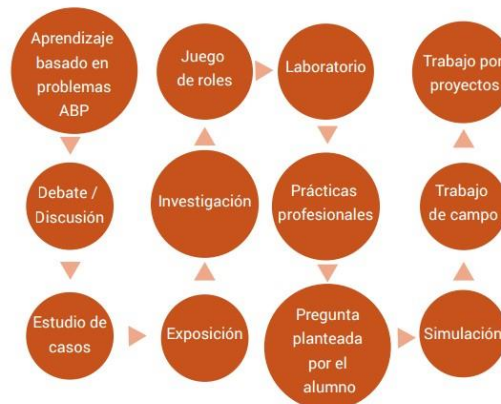 Aprendizaje
basado en
problemas
ABP
Debate /
Discusión
Estudio de
casos
Exposición
Investigación
Juego
de roles
Laboratorio
Prácticas
profesionales
Pregunta
planteada
por el
alumno
Simulación
Trabajo
de campo
Trabajo por
proyectos